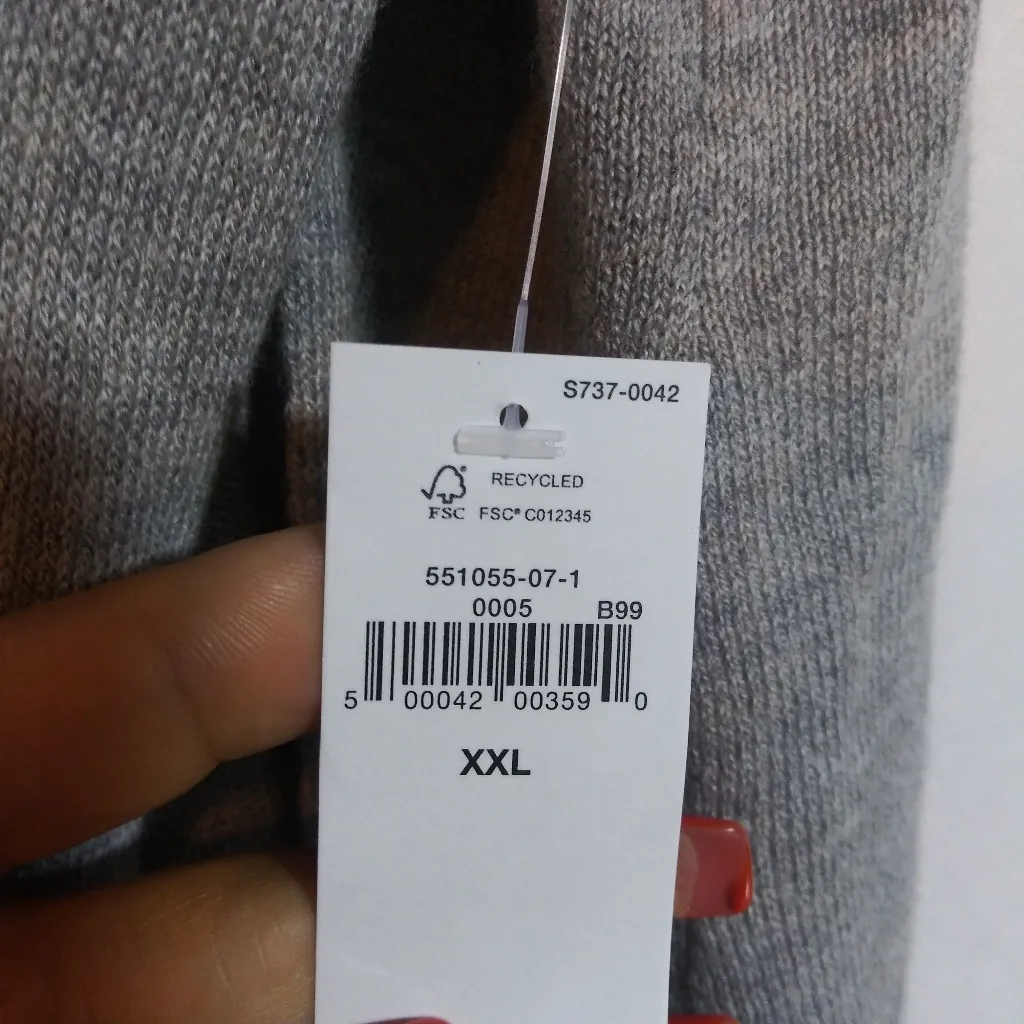 S737-0042
RECYCLED
FSC FSC® C012345
551055-07-1
0005 B99
5 00042 00359 0
XXL